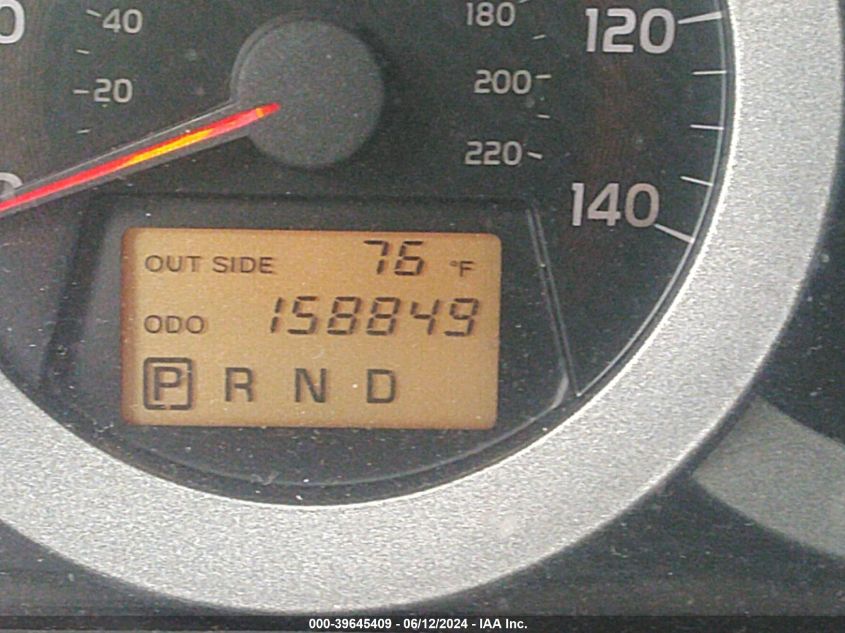 40 180 120
20 200
220
140
OUT SIDE 76 °F
ODO 158849
P R N D
000-39645409 - 06/12/2024 - IAA Inc.